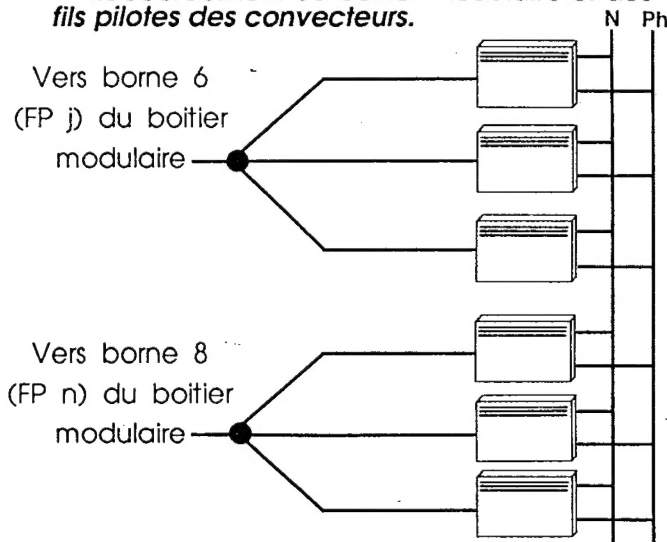 fils pilotes des convecteurs.
N Ph
Vers borne 6
(FP j) du boitier
modulaire
Vers borne 8
(FP n) du boitier
modulaire